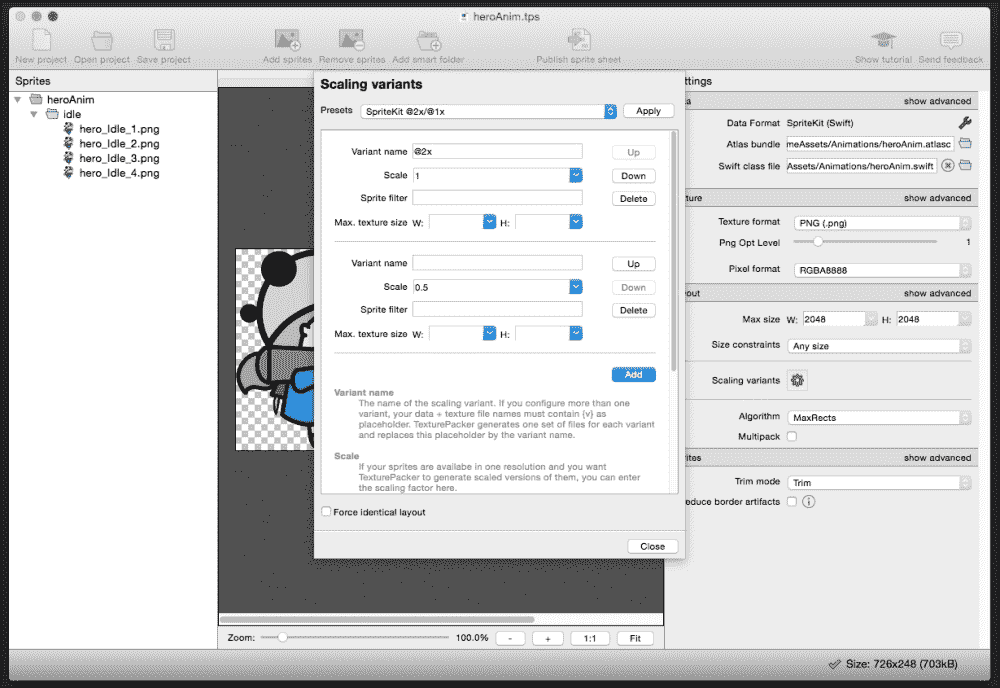 heroAnim.tps
New project Open project Save project Add sprites Remove sprites Add smart folder Publish sprite sheet Show tutorial Send feedback
Sprites
heroAnim
idle
hero_Idle_1.png
hero_Idle_2.png
hero_Idle_3.png
hero_Idle_4.png
Scaling variants
Presets SpriteKit @2x/@1x Apply
Variant name @2x Up
Scale 1 Down
Sprite filter Delete
Max. texture size W: H:
Variant name Up
Scale 0.5 Down
Sprite filter Delete
Max. texture size W: H:
Add
Variant name
The name of the scaling variant. If you configure more than one
variant, your data + texture file names must contain {v} as
placeholder. TexturePacker generates one set of files for each variant
and replaces this placeholder by the variant name.
Scale
If your sprites are availabe in one resolution and you want
TexturePacker to generate scaled versions of them, you can enter
the scaling factor here.
Force identical layout
Close
ttings
a show advanced
Data Format SpriteKit (Swift)
Atlas bundle meAssets/Animations/heroAnim.atlasc
Swift class file Assets/Animations/heroAnim.swift
ture show advanced
Texture format PNG (.png)
Png Opt Level 1
Pixel format RGBA8888
out show advanced
Max size W: 2048 H: 2048
Size constraints Any size
Scaling variants
Algorithm MaxRects
Multipack
ites show advanced
Trim mode Trim
educe border artifacts
Zoom: 100.0% - + 1:1 Fit
Size: 726x248 (703kB)